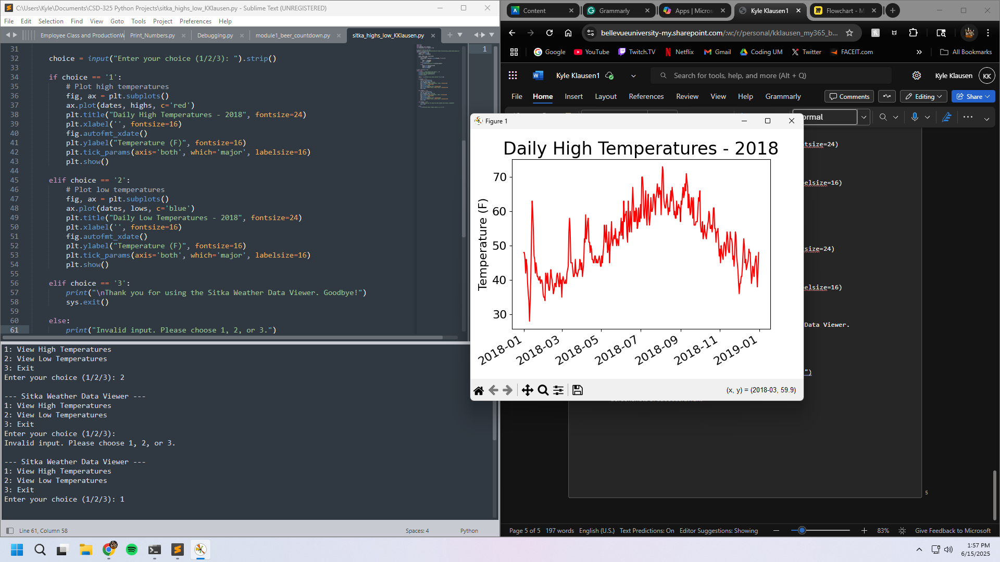 C:\Users\Kyle\Documents\CSD-325 Python Projects\sitka_highs_low_KKlausen.py - Sublime Text (UNREGISTERED)
File Edit Selection Find View Goto Tools Project Preferences Help
Employee Class and ProductionW Print_Numbers.py Debugging.py module1_beer_countdown.py sitka_highs_low_KKlausen.py
31
32 choice = input("Enter your choice (1/2/3): ").strip()
33
34 if choice == '1':
35 # Plot high temperatures
36 fig, ax = plt.subplots()
37 ax.plot(dates, highs, c='red')
38 plt.title("Daily High Temperatures - 2018", fontsize=24)
39 plt.xlabel('', fontsize=16)
40 fig.autofmt_xdate()
41 plt.ylabel("Temperature (F)", fontsize=16)
42 plt.tick_params(axis='both', which='major', labelsize=16)
43 plt.show()
44
45 elif choice == '2':
46 # Plot low temperatures
47 fig, ax = plt.subplots()
48 ax.plot(dates, lows, c='blue')
49 plt.title("Daily Low Temperatures - 2018", fontsize=24)
50 plt.xlabel('', fontsize=16)
51 fig.autofmt_xdate()
52 plt.ylabel("Temperature (F)", fontsize=16)
53 plt.tick_params(axis='both', which='major', labelsize=16)
54 plt.show()
55
56 elif choice == '3':
57 print("\nThank you for using the Sitka Weather Data Viewer. Goodbye!")
58 sys.exit()
59
60 else:
61 print("Invalid input. Please choose 1, 2, or 3.")
1
1: View High Temperatures
2: View Low Temperatures
3: Exit
Enter your choice (1/2/3): 2
--- Sitka Weather Data Viewer ---
1: View High Temperatures
2: View Low Temperatures
3: Exit
Enter your choice (1/2/3):
Invalid input. Please choose 1, 2, or 3.
--- Sitka Weather Data Viewer ---
1: View High Temperatures
2: View Low Temperatures
3: Exit
Enter your choice (1/2/3): 1
Line 61, Column 58 Spaces: 4 Python
Content Grammarly Apps | Micros Kyle Klausen1 Flowchart - M
bellevueuniversity-my.sharepoint.com/:w:/r/personal/kklausen_my365_b...
Google YouTube Twitch.TV Netflix Gmail Coding UM Twitter FACEIT.com » All Bookmarks
Kyle Klausen1 Search for tools, help, and more (Alt + Q) Kyle Klausen KK
File Home Insert Layout References Review View Help Grammarly Comments Editing Share
ormal
tsize=24)
elsize=16)
size=24)
elsize=16)
Data Viewer.
")
5
Figure 1
Daily High Temperatures - 2018
Temperature (F)
70
60
50
40
30
2018-01 2018-03 2018-05 2018-07 2018-09 2018-11 2019-01
(x, y) = (2018-03, 59.9)
Page 5 of 5 197 words English (U.S.) Text Predictions: On Editor Suggestions: Showing 83% Give Feedback to Microsoft
1:57 PM
6/15/2025